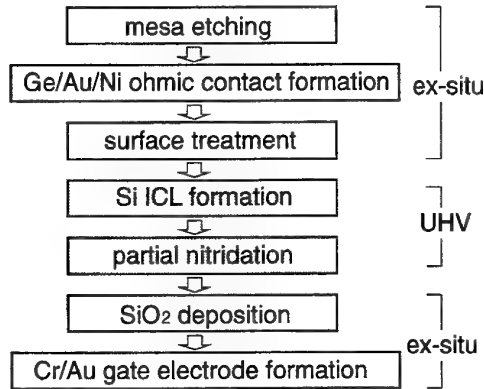 mesa etching
Ge/Au/Ni ohmic contact formation
ex-situ
surface treatment
Si ICL formation
UHV
partial nitridation
SiO₂ deposition
ex-situ
Cr/Au gate electrode formation